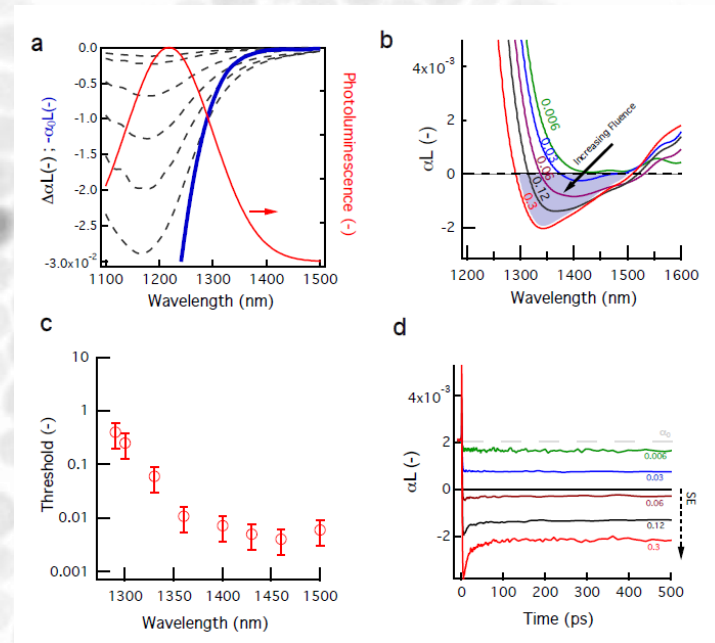 a
0.0
-0.5
-1.0
-1.5
-2.0
-2.5
-3.0x10⁻²
ΔαL(-) ; -α₀L(-)
Photoluminescence (-)
1100 1200 1300 1400 1500
Wavelength (nm)
b
4x10⁻³
2
0
-2
αL (-)
0.006
0.03
0.06
0.12
0.3
Increasing Fluence
1200 1300 1400 1500 1600
Wavelength (nm)
c
10
1
0.1
0.01
0.001
Threshold (-)
1300 1350 1400 1450 1500
Wavelength (nm)
d
4x10⁻³
2
0
-2
αL (-)
α₀
0.006
0.03
0.06
0.12
0.3
SE
0 100 200 300 400 500
Time (ps)